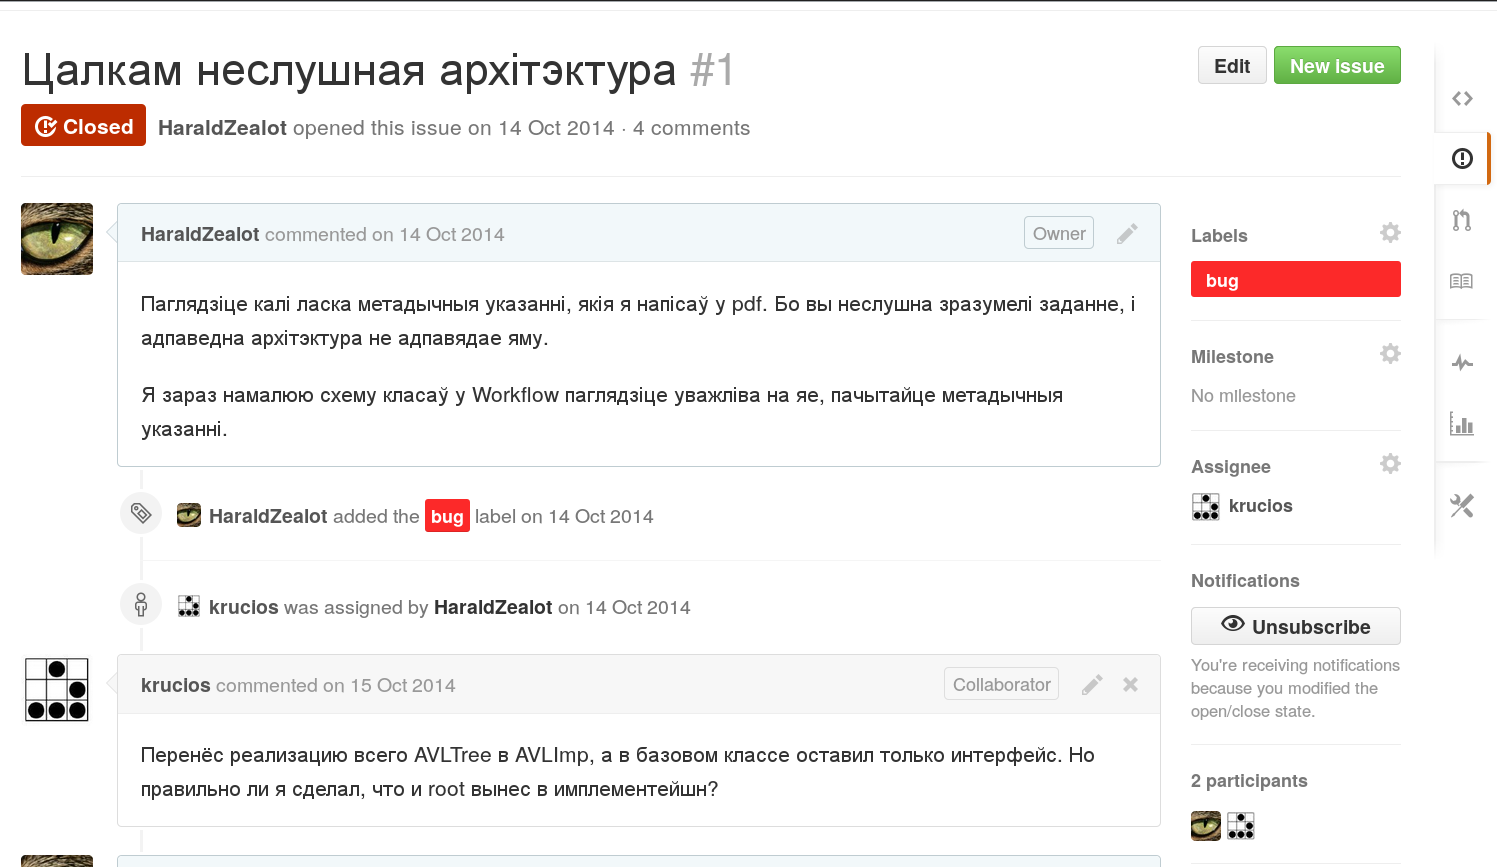 Цалкам неслушная архітэктура #1
Edit
New issue
Closed
HaraldZealot opened this issue on 14 Oct 2014 · 4 comments
HaraldZealot commented on 14 Oct 2014
Owner
Паглядзіце калі ласка метадычныя указанні, якія я напісаў у pdf. Бо вы неслушна зразумелі заданне, і
адпаведна архітэктура не адпавядае яму.
Я зараз намалюю схему класаў у Workflow паглядзіце уважліва на яе, пачытайце метадычныя
указанні.
HaraldZealot added the bug label on 14 Oct 2014
krucios was assigned by HaraldZealot on 14 Oct 2014
krucios commented on 15 Oct 2014
Collaborator
Перенёс реализацию всего AVLTree в AVLImp, а в базовом классе оставил только интерфейс. Но
правильно ли я сделал, что и root вынес в имплементейшн?
Labels
bug
Milestone
No milestone
Assignee
krucios
Notifications
Unsubscribe
You're receiving notifications
because you modified the
open/close state.
2 participants